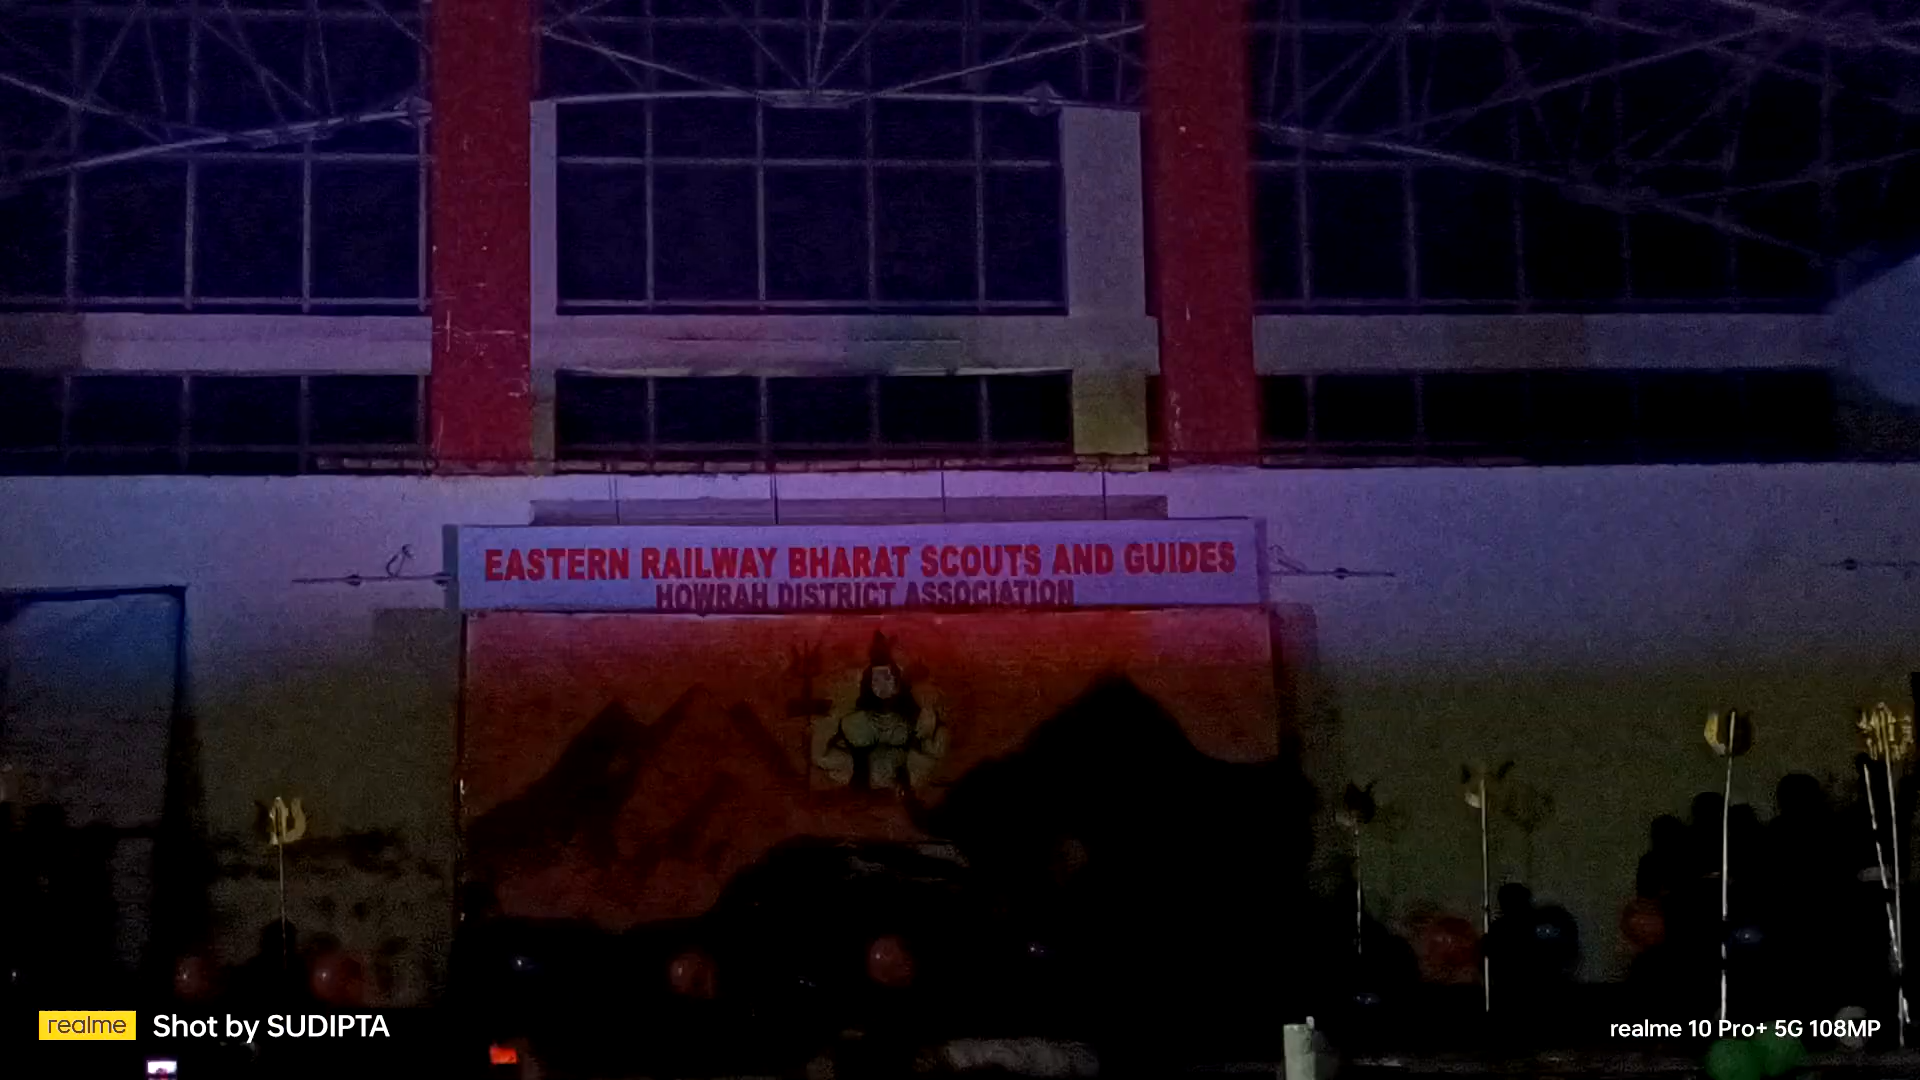 EASTERN RAILWAY BHARAT SCOUTS AND GUIDES
HOWRAH DISTRICT ASSOCIATION
realme Shot by SUDIPTA
realme 10 Pro+ 5G 108MP